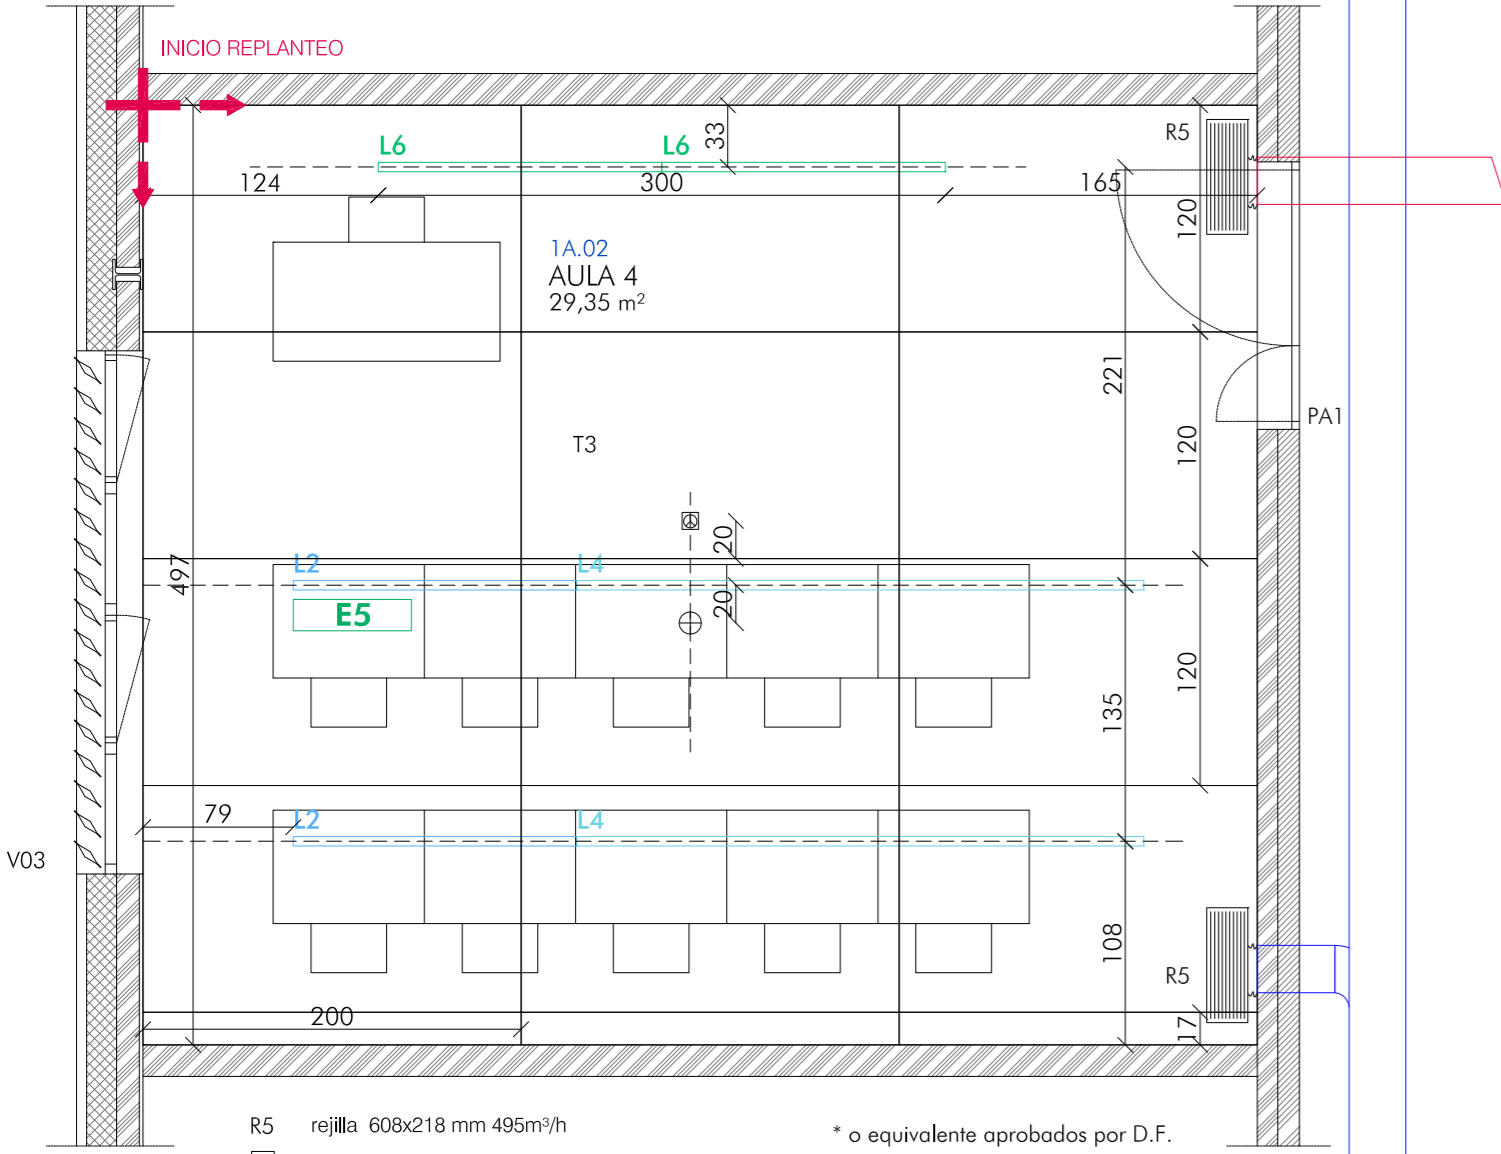 INICIO REPLANTEO
L6
L6
33
R5
124
300
165
120
1A.02
AULA 4
29,35 m²
221
PA1
T3
120
20
497
L2
L4
E5
20
120
135
79
L2
L4
V03
108
R5
200
17
R5 rejilla 608x218 mm 495m³/h
* o equivalente aprobados por D.F.